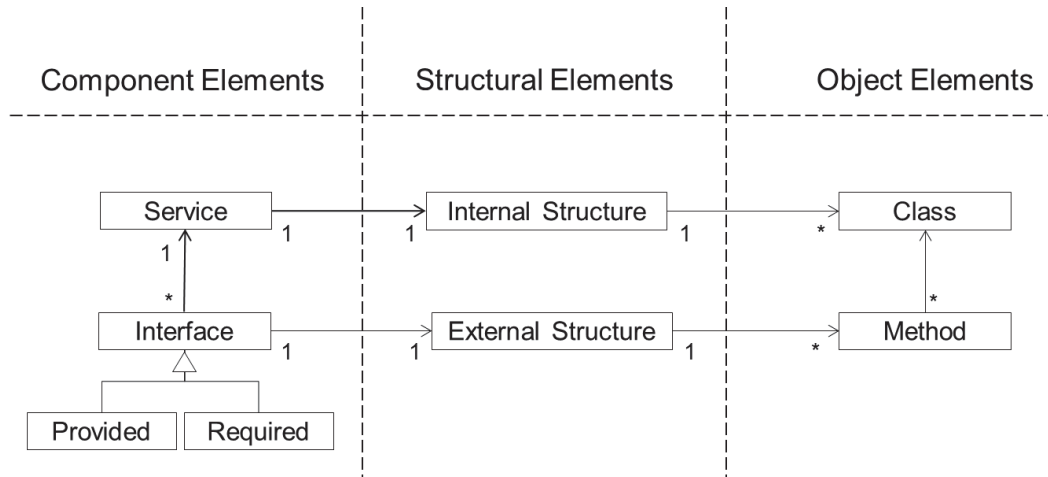 Component Elements
Structural Elements
Object Elements
Service
Internal Structure
Class
1
1
1
*
1
*
*
Interface
External Structure
Method
1
1
1
*
Provided
Required